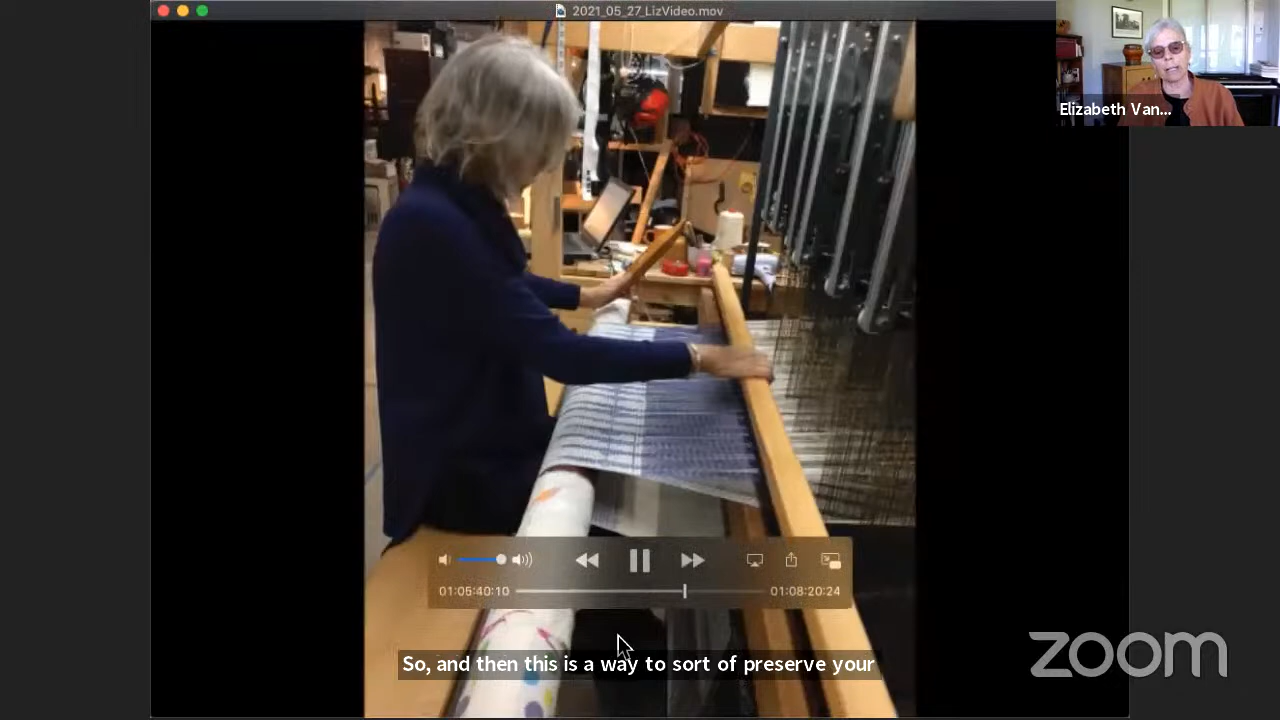 2021_05_27_LizVideo.mov
Elizabeth Van...
01:05:40:10
01:08:20:24
So, and then this is a way to sort of preserve your
zoom